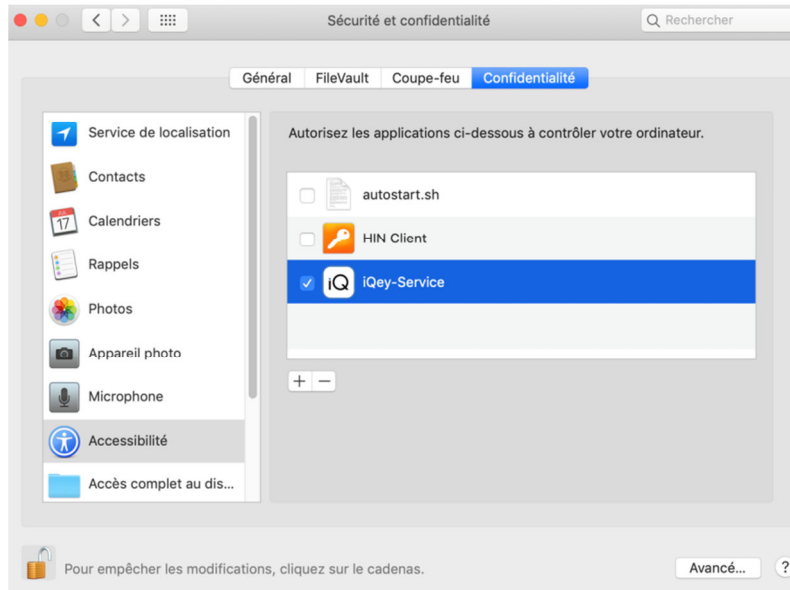 Sécurité et confidentialité
Rechercher
Général FileVault Coupe-feu Confidentialité
Service de localisation
Contacts
JUL
17
Calendriers
Rappels
Photos
Appareil photo
Microphone
Accessibilité
Accès complet au dis...
Autorisez les applications ci-dessous à contrôler votre ordinateur.
autostart.sh
HIN Client
iQ iQey-Service
+ −
Pour empêcher les modifications, cliquez sur le cadenas.
Avancé... ?